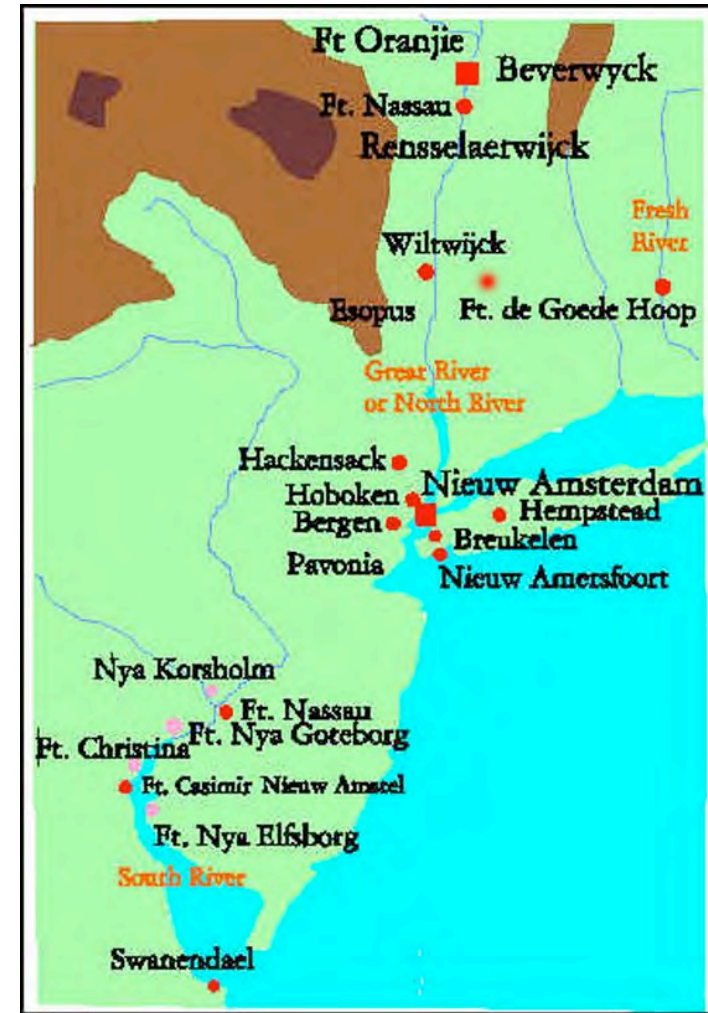 Ft Oranjie
Beverwyck
Ft. Nassau
Rensselaerwijck
Fresh
River
Wiltwijck
Esopus
Ft. de Goede Hoop
Great River
or North River
Hackensack
Nieuw Amsterdam
Hoboken
Hempstead
Bergen
Breukelen
Pavonia
Nieuw Amersfoort
Nya Korsholm
Ft. Nassau
Ft. Nya Goteborg
Ft. Christina
Ft. Casimir Nieuw Amstel
Ft. Nya Elfsborg
South River
Swanendael